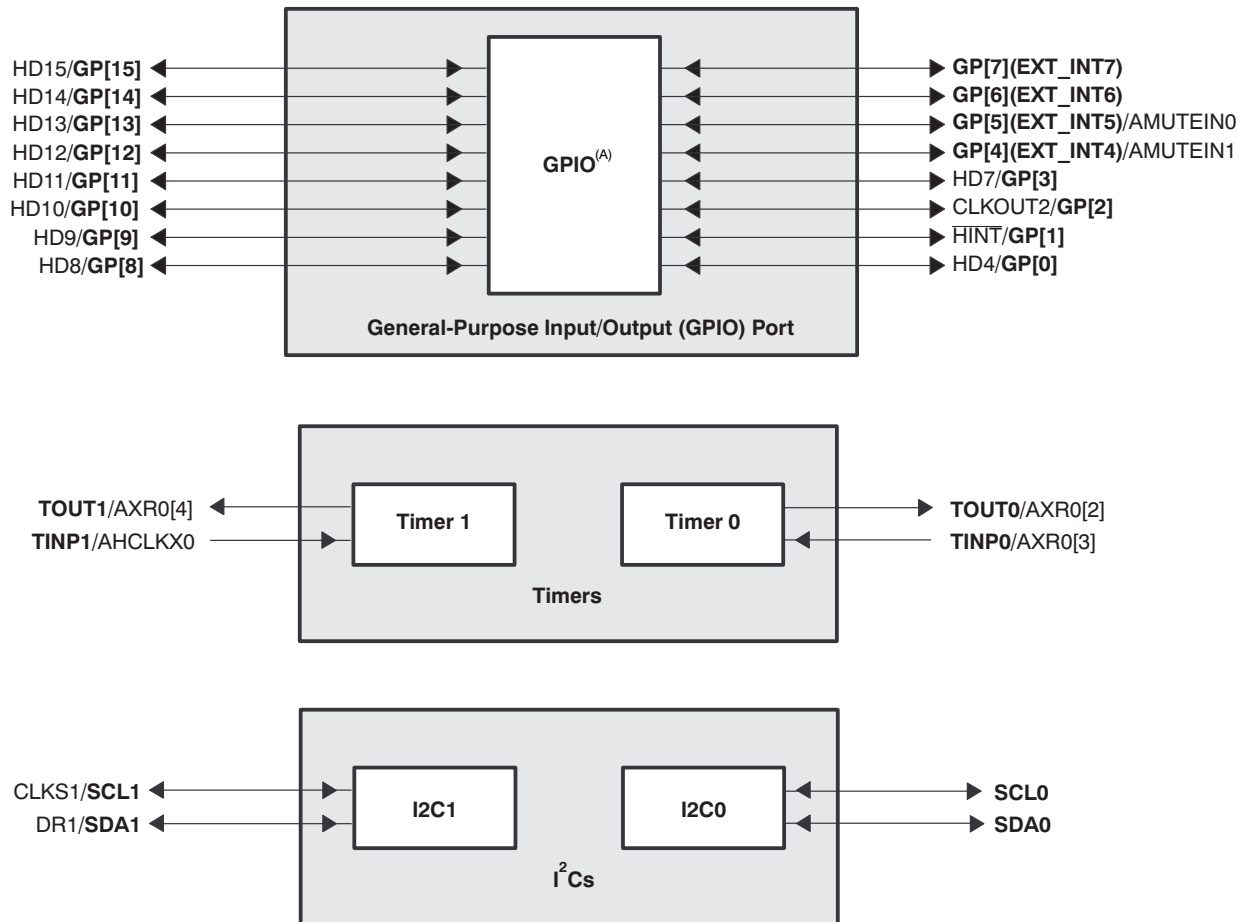 HD15/GP[15]
HD14/GP[14]
HD13/GP[13]
HD12/GP[12]
HD11/GP[11]
HD10/GP[10]
HD9/GP[9]
HD8/GP[8]
GPIO(A)
GP[7](EXT_INT7)
GP[6](EXT_INT6)
GP[5](EXT_INT5)/AMUTEIN0
GP[4](EXT_INT4)/AMUTEIN1
HD7/GP[3]
CLKOUT2/GP[2]
HINT/GP[1]
HD4/GP[0]
General-Purpose Input/Output (GPIO) Port
TOUT1/AXR0[4]
TINP1/AHCLKX0
Timer 1
Timer 0
TOUT0/AXR0[2]
TINP0/AXR0[3]
Timers
CLKS1/SCL1
DR1/SDA1
I2C1
I2C0
SCL0
SDA0
I²Cs